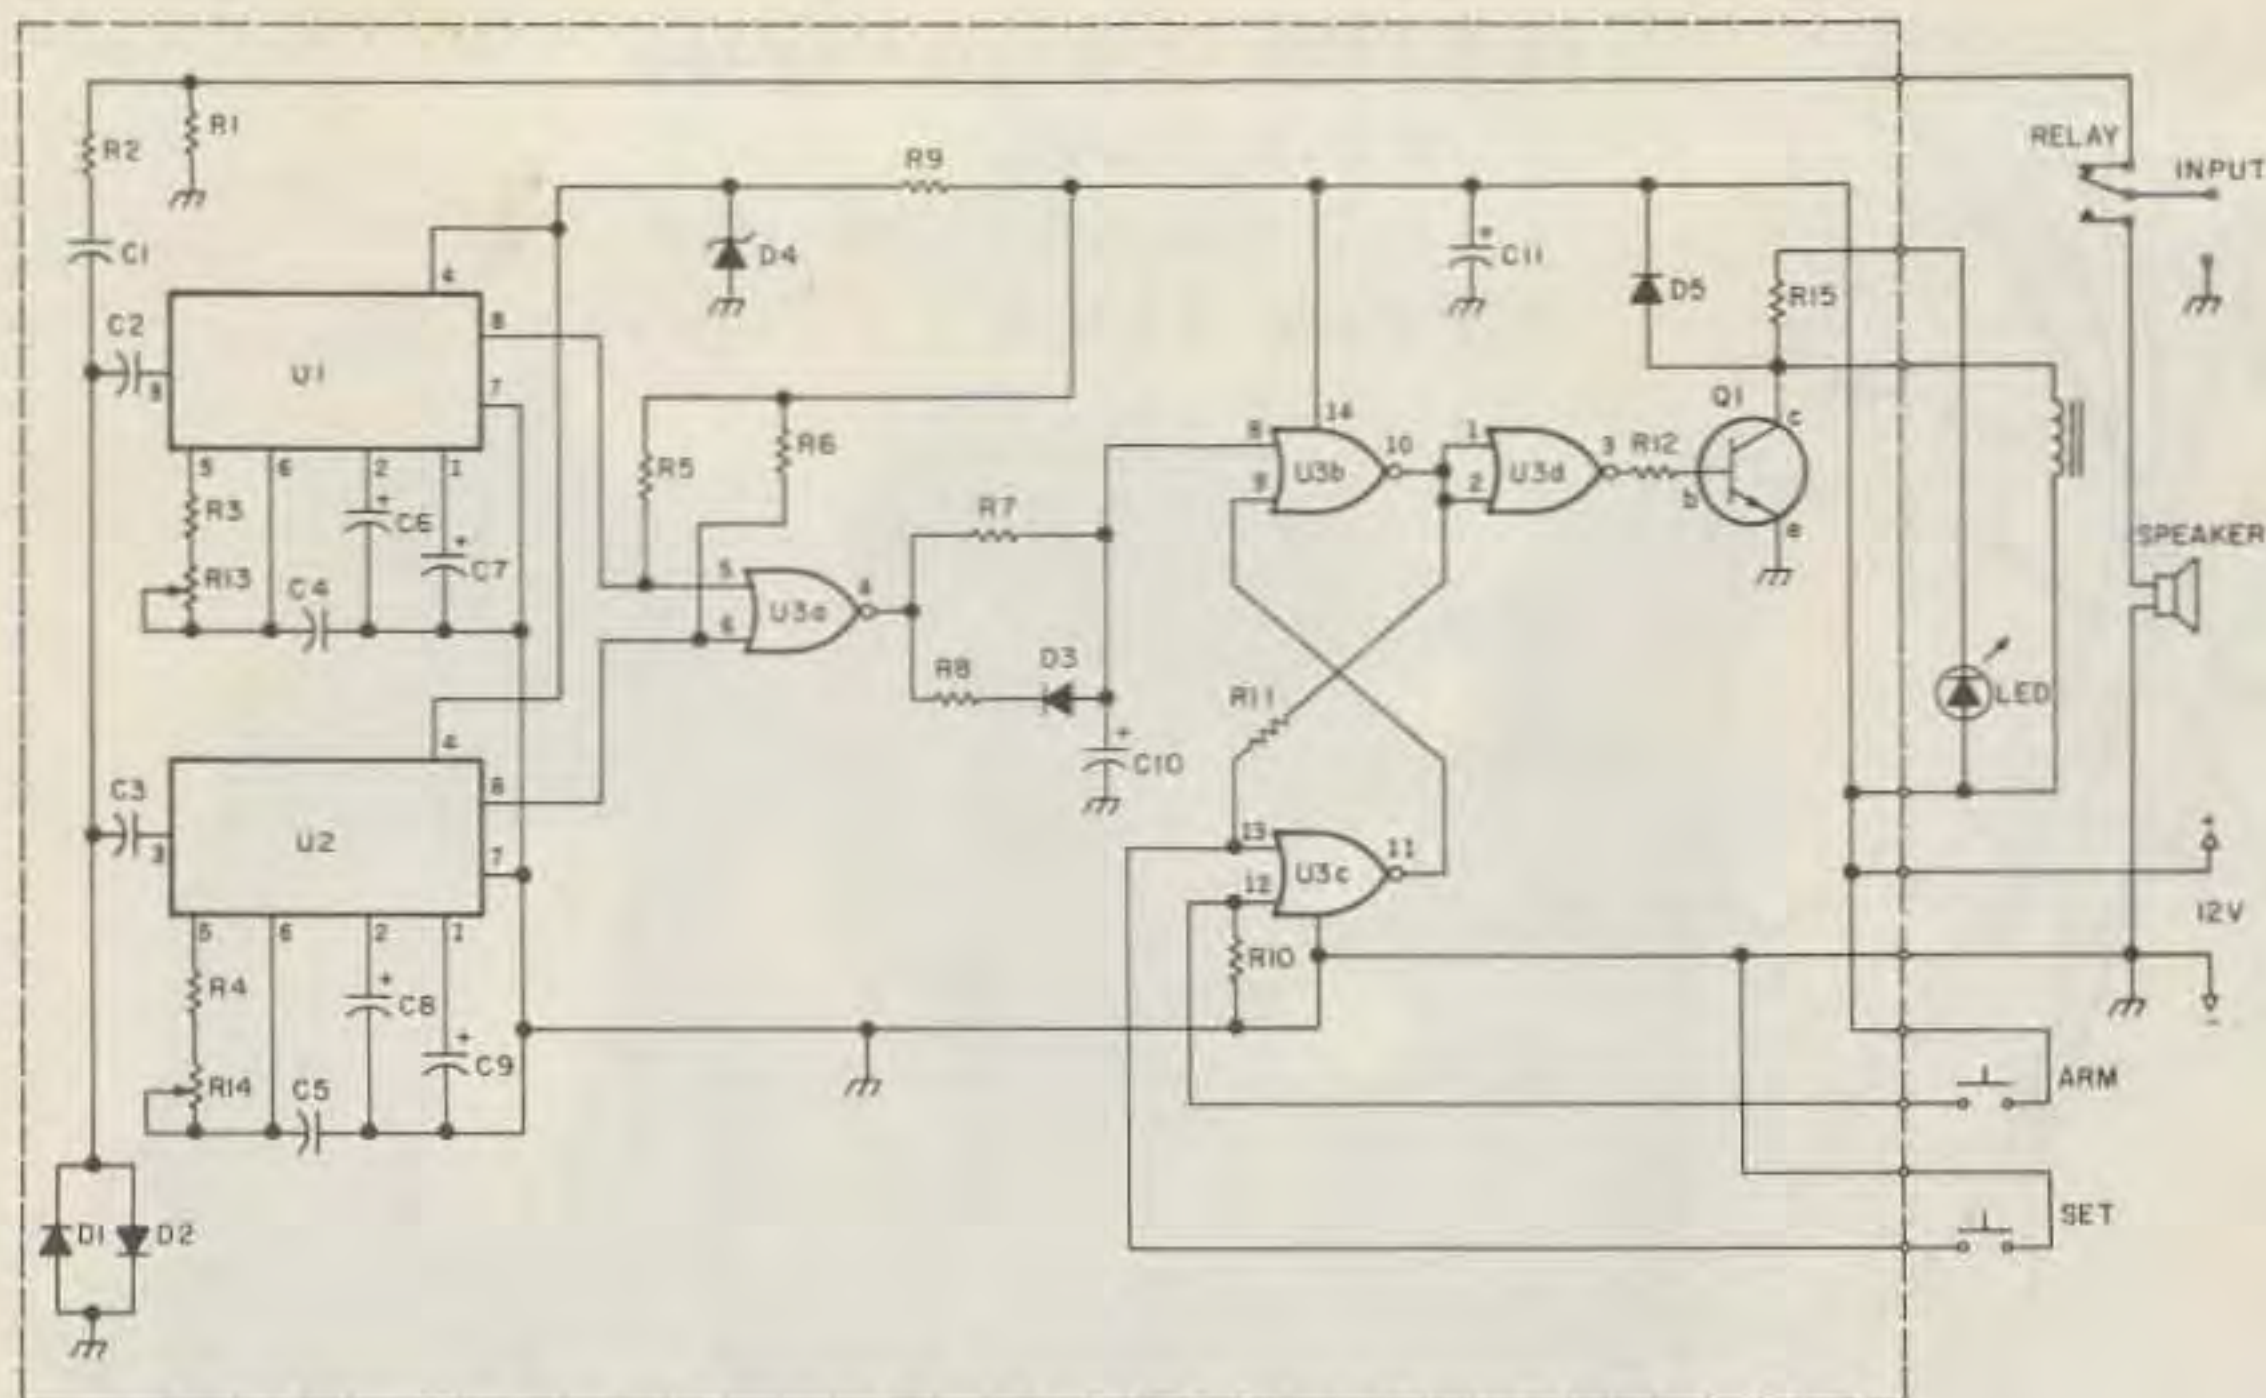 RELAY
INPUT
R2
R1
R9
C1
D4
C11
D5
R15
4
8
7
C2
3
U1
5
6
2
1
R3
R13
C4
C6
C7
R5
R6
R7
R8
D3
C10
5
6
U3a
4
8
9
14
U3b
10
1
2
U3d
3
R12
Q1
b
c
e
SPEAKER
LED
R11
C3
3
U2
4
8
7
5
6
2
1
R4
R14
C5
C8
C9
13
12
U3c
11
R10
+
12V
-
ARM
SET
D1
D2